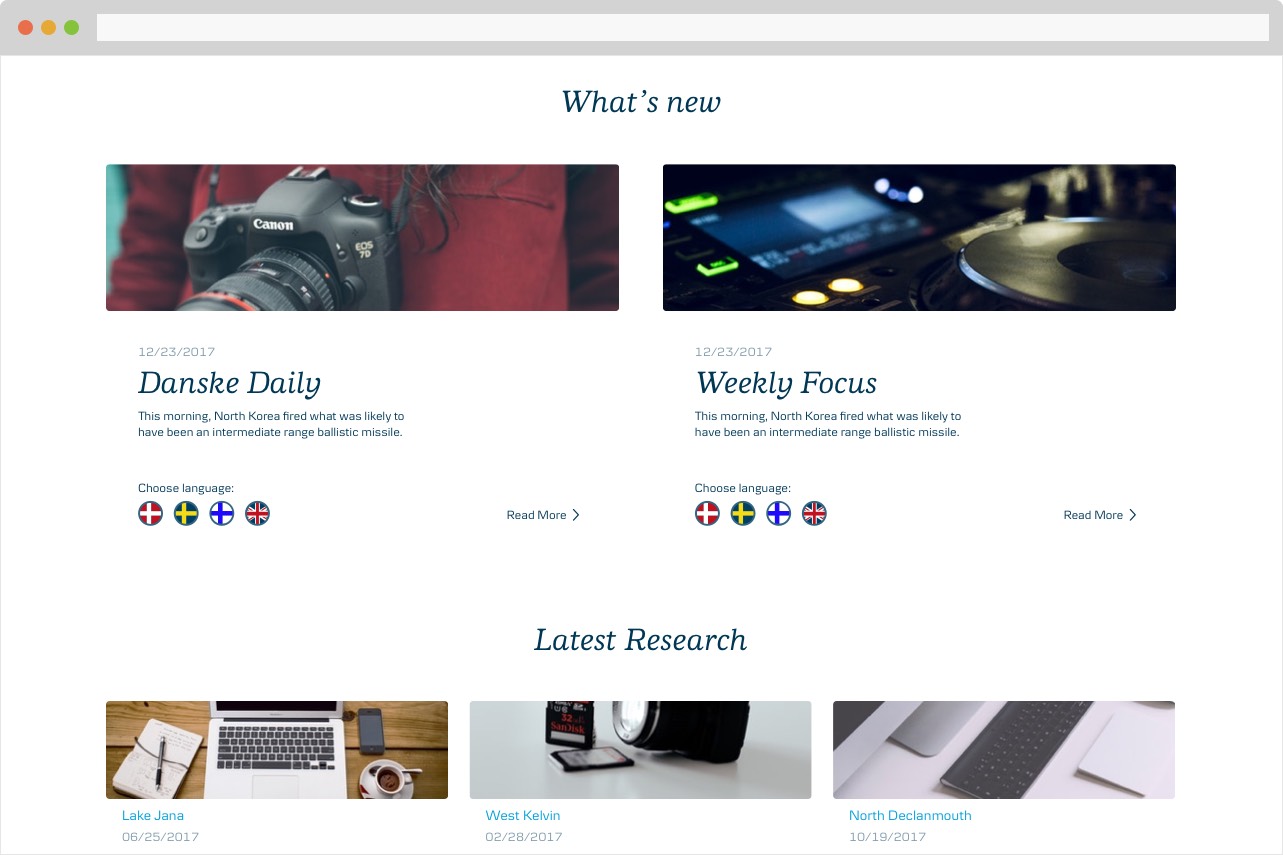 What's new
Canon
EOS
7D
12/23/2017
Danske Daily
This morning, North Korea fired what was likely to
have been an intermediate range ballistic missile.
Choose language:
Read More
12/23/2017
Weekly Focus
This morning, North Korea fired what was likely to
have been an intermediate range ballistic missile.
Choose language:
Read More
Latest Research
32
SanDisk
Lake Jana
06/25/2017
West Kelvin
02/28/2017
North Declanmouth
10/19/2017